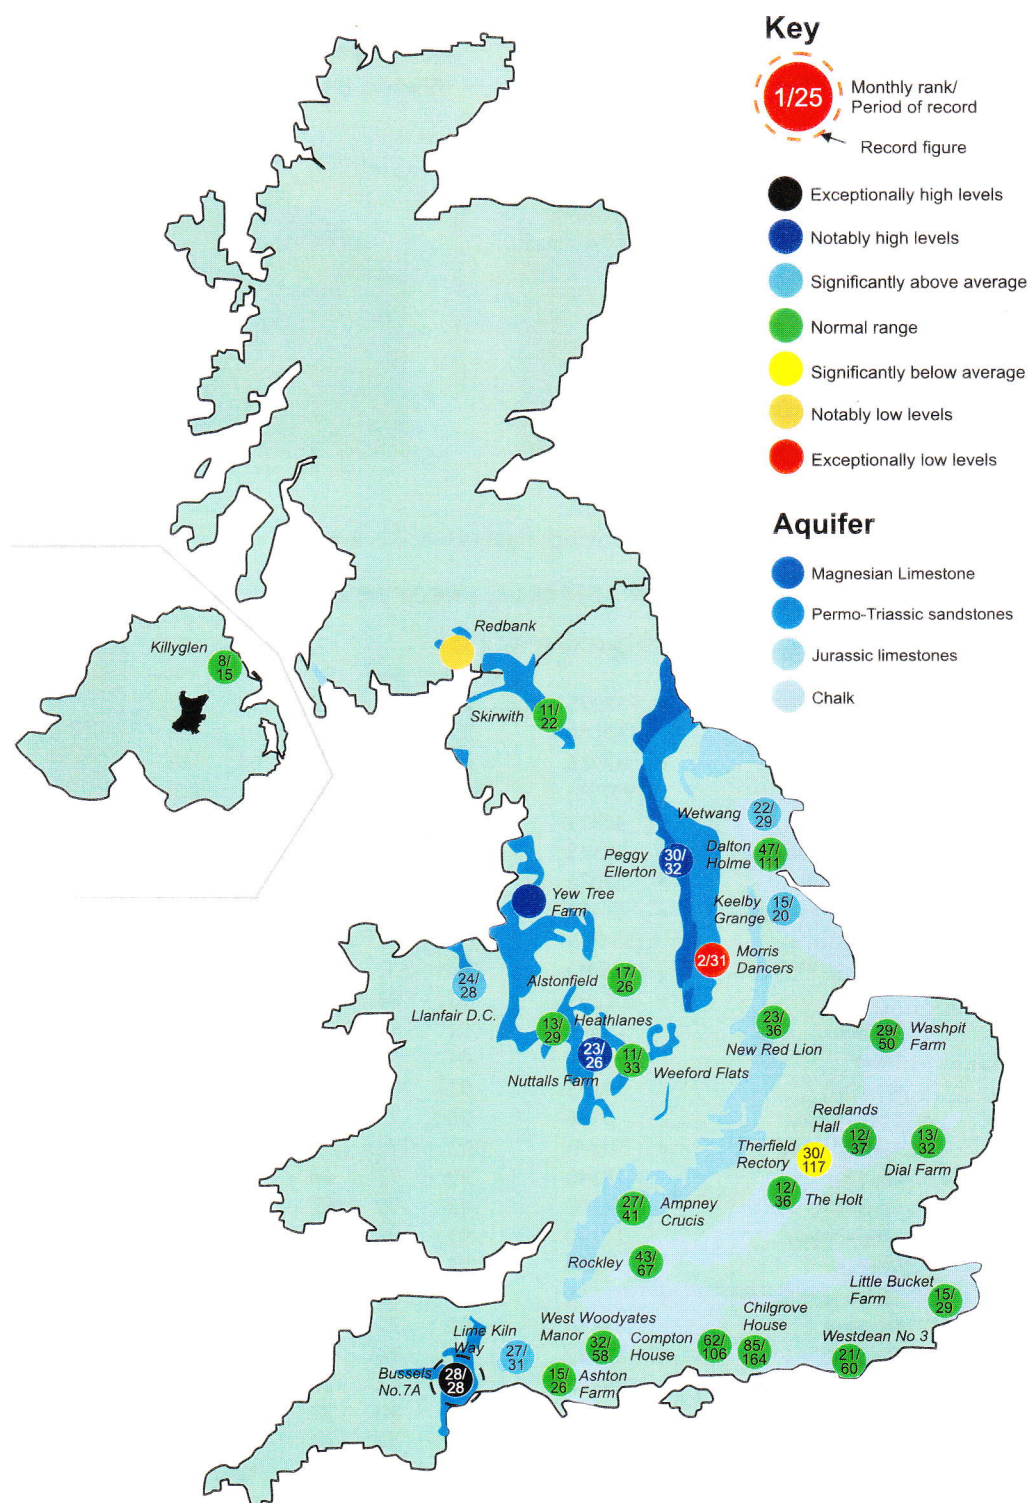 Key
1/25
Monthly rank/
Period of record
Record figure
Exceptionally high levels
Notably high levels
Significantly above average
Normal range
Significantly below average
Notably low levels
Exceptionally low levels
Aquifer
Magnesian Limestone
Permo-Triassic sandstones
Jurassic limestones
Chalk
Redbank
Killyglen
8/
15
Skirwith
11/
22
Wetwang
22/
29
Peggy
Ellerton
30/
32
Dalton
Holme
47/
111
Yew Tree
Farm
Keelby
Grange
15/
20
Morris
Dancers
2/31
Alstonfield
17/
26
24/
28
Llanfair D.C.
Heathlanes
13/
29
23/
36
New Red Lion
29/
50
Washpit
Farm
23/
26
Nuttalls Farm
11/
33
Weeford Flats
Redlands
Hall
12/
37
13/
32
Dial Farm
Therfield
Rectory
30/
117
12/
36
The Holt
27/
41
Ampney
Crucis
Rockley
43/
67
Little Bucket
Farm
15/
29
West Woodyates
Manor
32/
58
Chilgrove
House
85/
164
Compton
House
62/
106
Westdean No 3
21/
60
Lime Kiln
Way
27/
31
Bussels
No.7A
28/
28
15/
26
Ashton
Farm